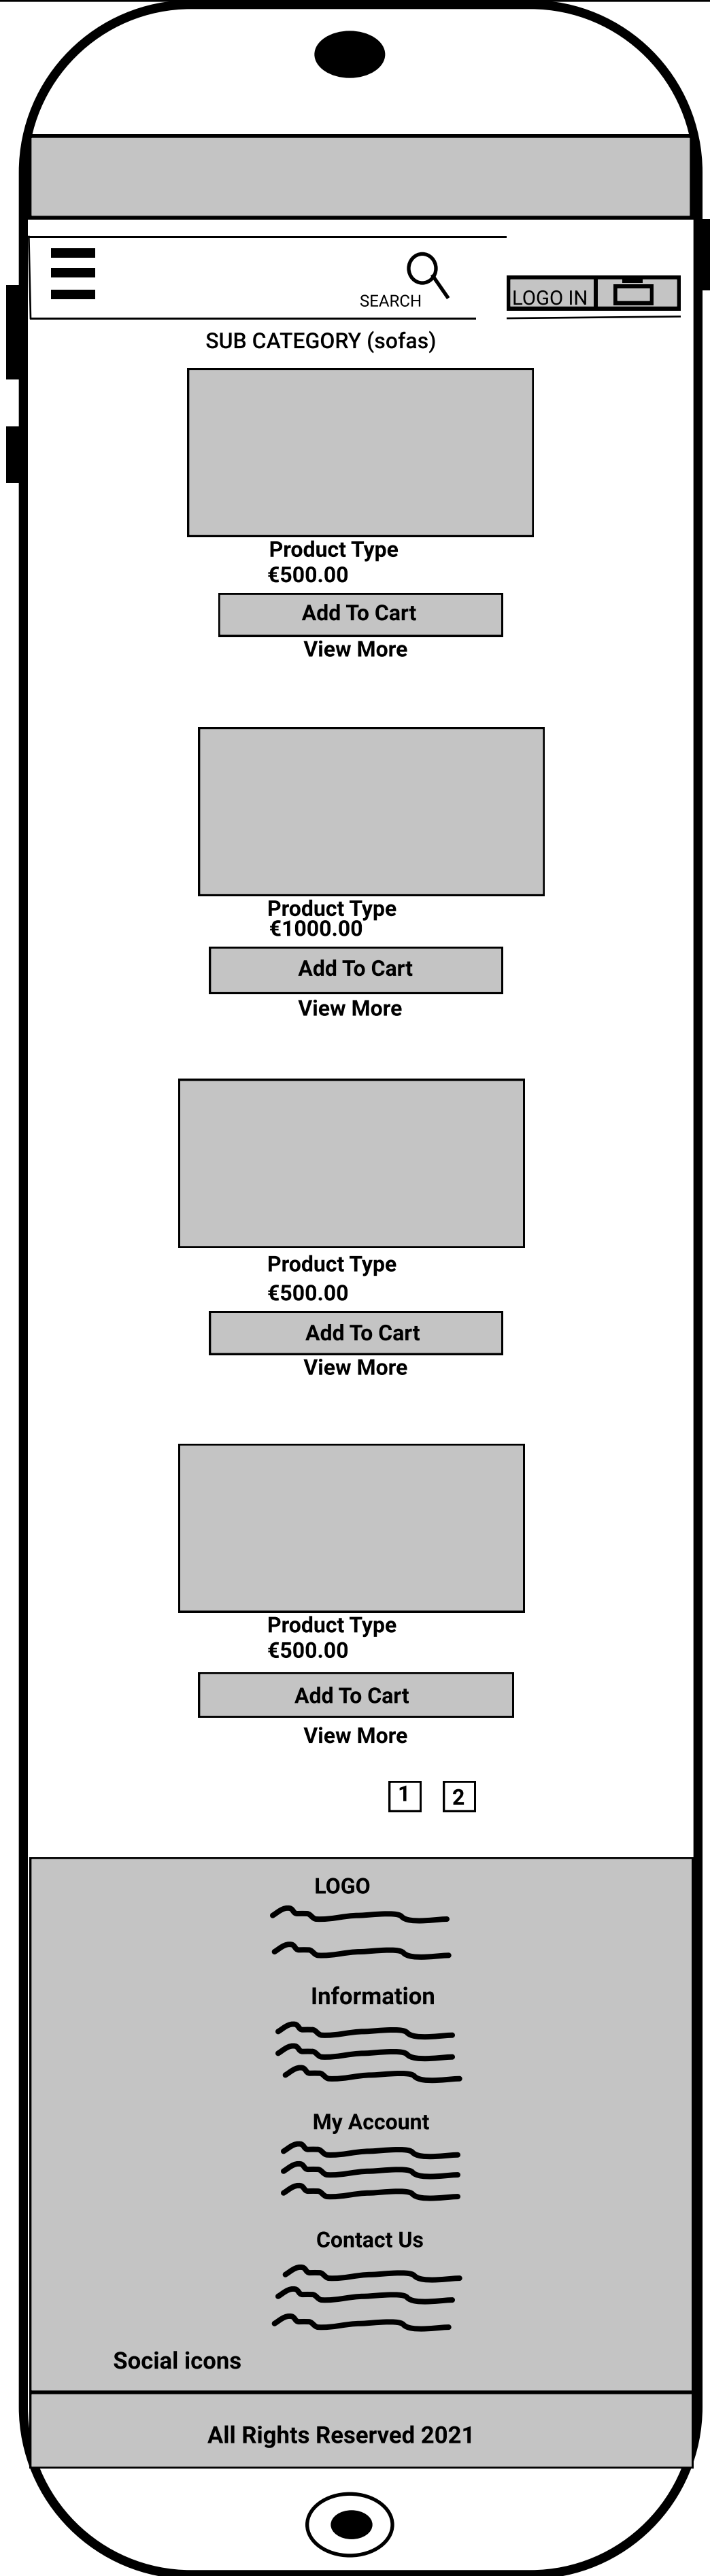 SEARCH
LOGO IN
SUB CATEGORY (sofas)
Product Type
€500.00
Add To Cart
View More
Product Type
€1000.00
Add To Cart
View More
Product Type
€500.00
Add To Cart
View More
Product Type
€500.00
Add To Cart
View More
1 2
LOGO
Information
My Account
Contact Us
Social icons
All Rights Reserved 2021